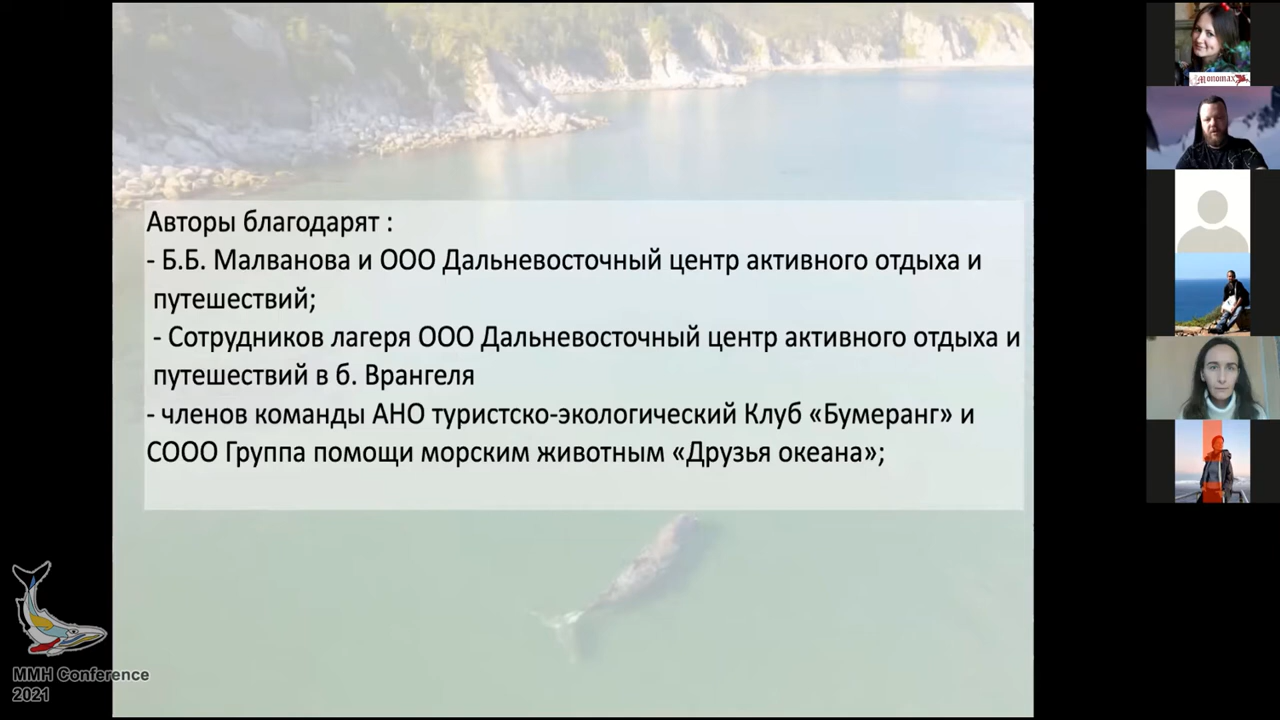 Авторы благодарят :
- Б.Б. Малванова и ООО Дальневосточный центр активного отдыха и
путешествий;
- Сотрудников лагеря ООО Дальневосточный центр активного отдыха и
путешествий в б. Врангеля
- членов команды АНО туристско-экологический Клуб «Бумеранг» и
СООО Группа помощи морским животным «Друзья океана»;
MMH Conference
2021
Monomax